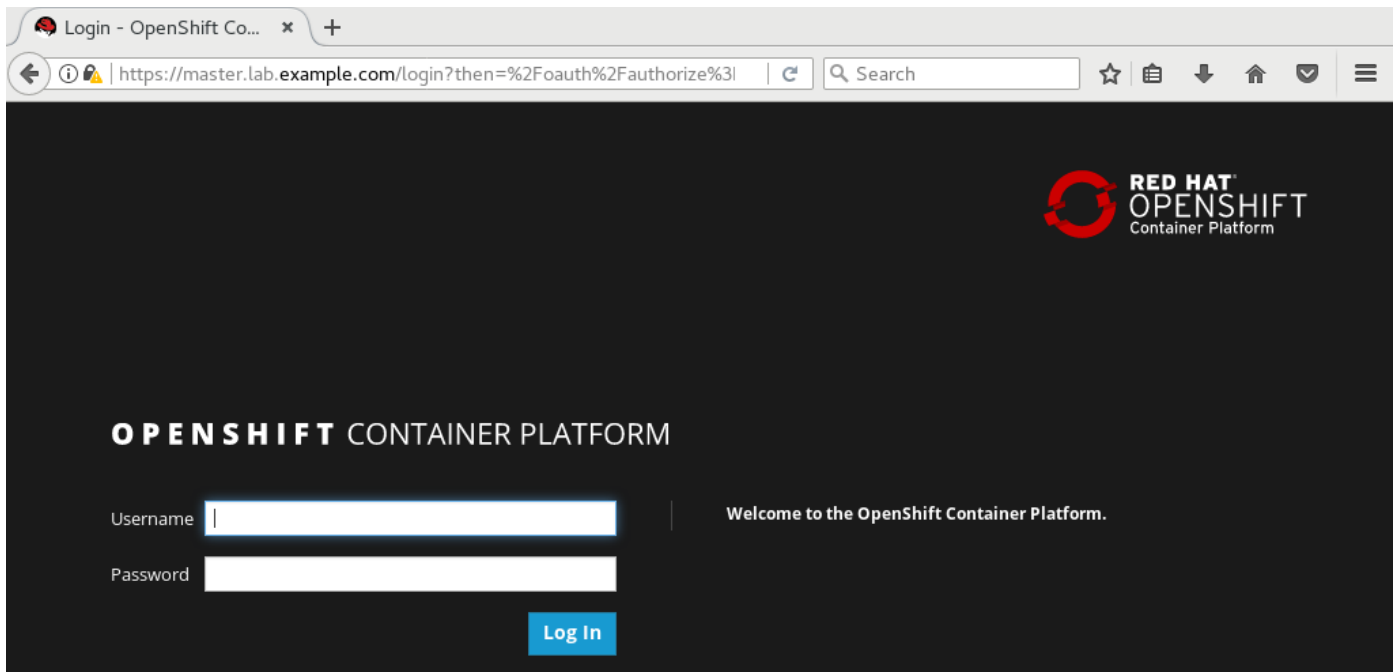 Login - OpenShift Co...
https://master.lab.example.com/login?then=%2Foauth%2Fauthorize%3
Search
RED HAT
OPENSHIFT
Container Platform
OPENSHIFT CONTAINER PLATFORM
Username
Welcome to the OpenShift Container Platform.
Password
Log In